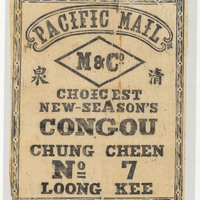 PACIFIC MAIL
M & Co.
泉 清
CHOICEST
NEW-SEASON'S
CONGOU
CHUNG CHEEN
No 7
LOONG KEE